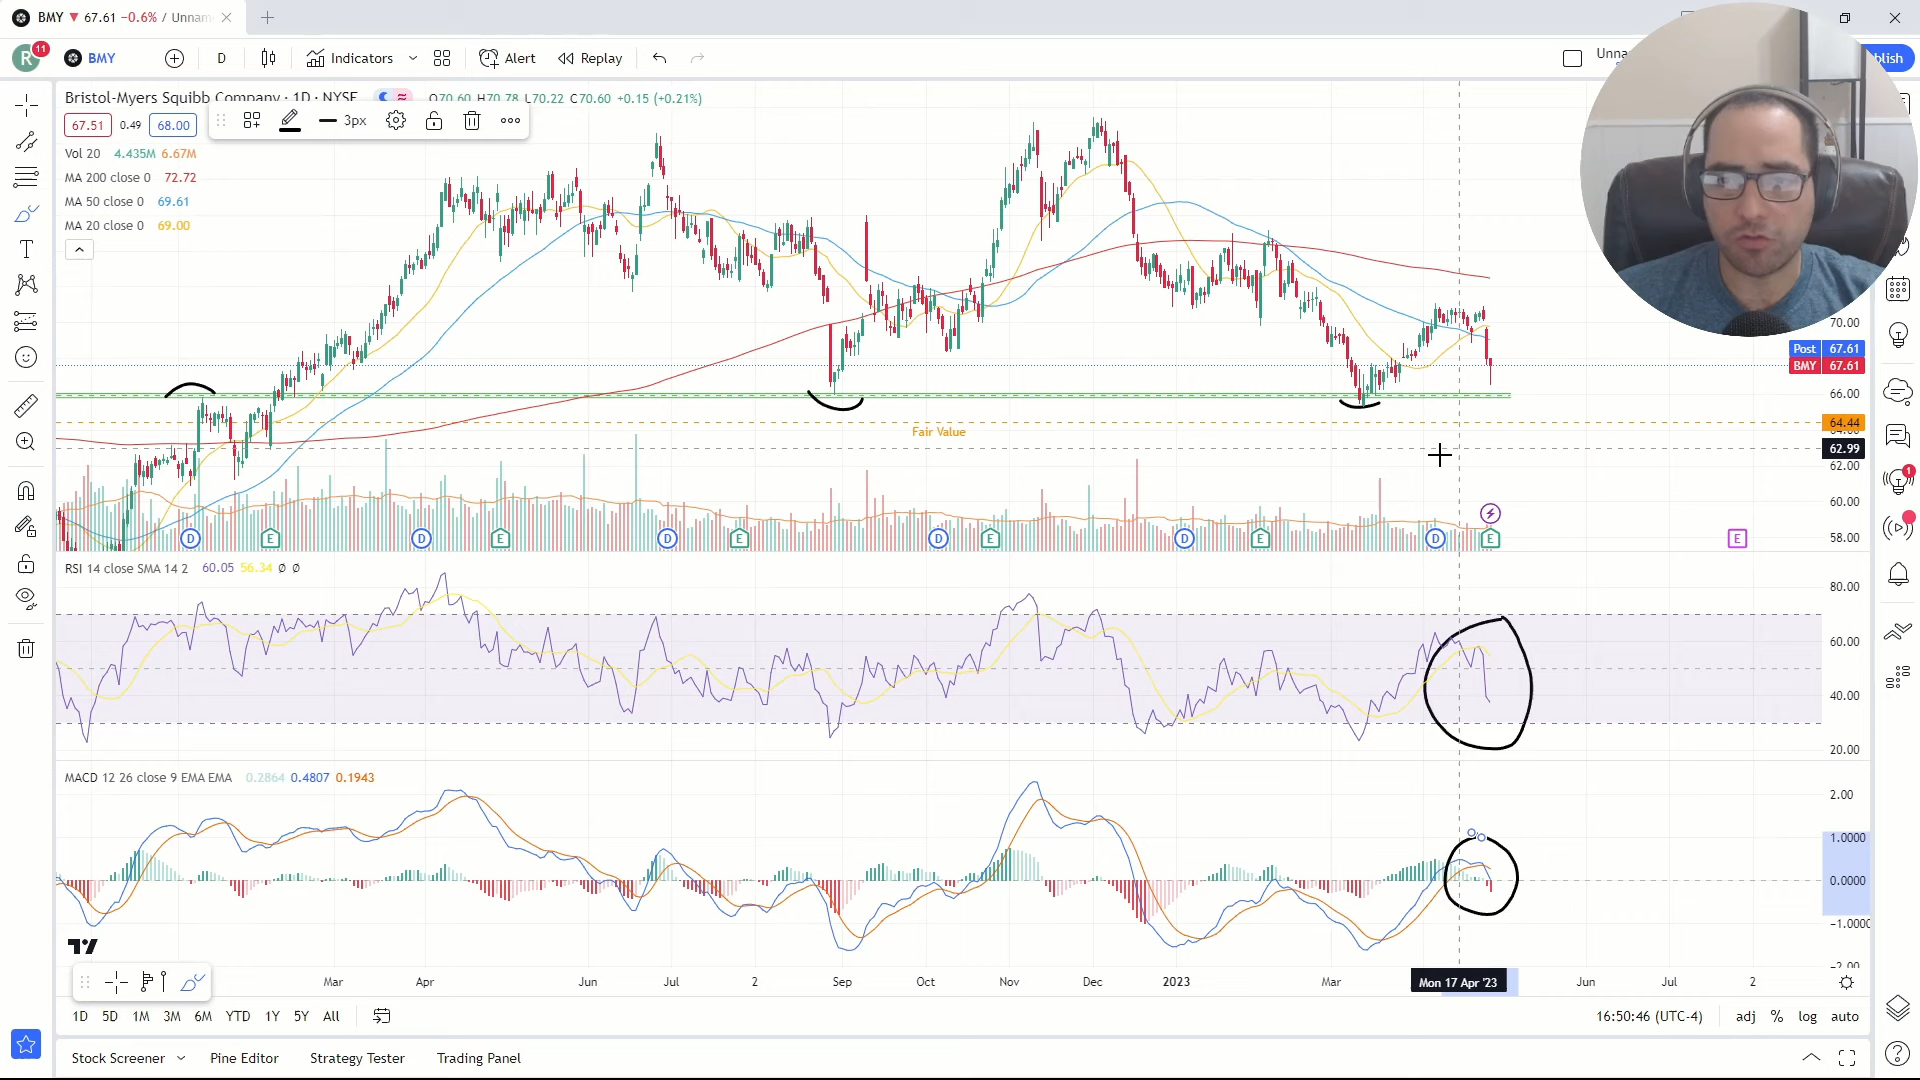 BMY 67.61 −0.6% / Unnam
R 11 BMY D Indicators Alert Replay Unna blish
Bristol-Myers Squibb Company · 1D · NYSE O70.60 H70.78 L70.22 C70.60 +0.15 (+0.21%)
67.51 0.49 68.00 3px
Vol 20 4.435M 6.67M
MA 200 close 0 72.72
MA 50 close 0 69.61
MA 20 close 0 69.00
70.00
Post 67.61
BMY 67.61
66.00
64.44
Fair Value
62.99
62.00
60.00
58.00
D E D E D E D E D E D E E
RSI 14 close SMA 14 2 60.05 56.34 Ø Ø
80.00
60.00
40.00
20.00
MACD 12 26 close 9 EMA EMA 0.2864 0.4807 0.1943
2.00
1.0000
0.0000
−1.0000
Mar Apr Jun Jul 2 Sep Oct Nov Dec 2023 Mar Mon 17 Apr '23 Jun Jul 2
1D 5D 1M 3M 6M YTD 1Y 5Y All 16:50:46 (UTC-4) adj % log auto
Stock Screener Pine Editor Strategy Tester Trading Panel